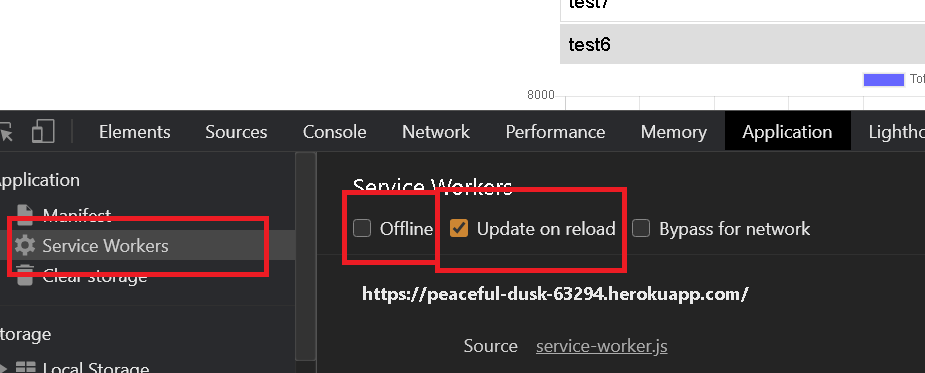 test7
test6
8000
Elements Sources Console Network Performance Memory Application
Application
Manifest
Service Workers
Clear storage
Storage
Local Storage
Service Workers
Offline Update on reload Bypass for network
https://peaceful-dusk-63294.herokuapp.com/
Source service-worker.js